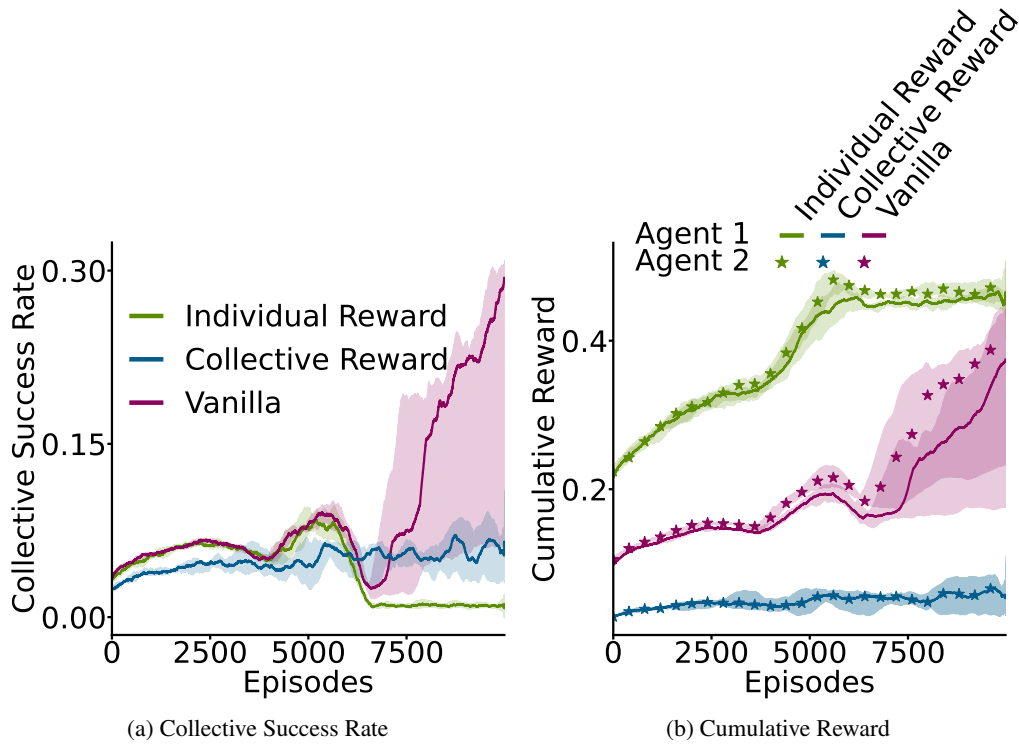 Individual Reward
Collective Reward
Vanilla
Agent 1
Agent 2
Collective Success Rate
0.30
0.15
0.00
Individual Reward
Collective Reward
Vanilla
0
2500
5000
7500
Episodes
(a) Collective Success Rate
Cumulative Reward
0.4
0.2
0
2500
5000
7500
Episodes
(b) Cumulative Reward